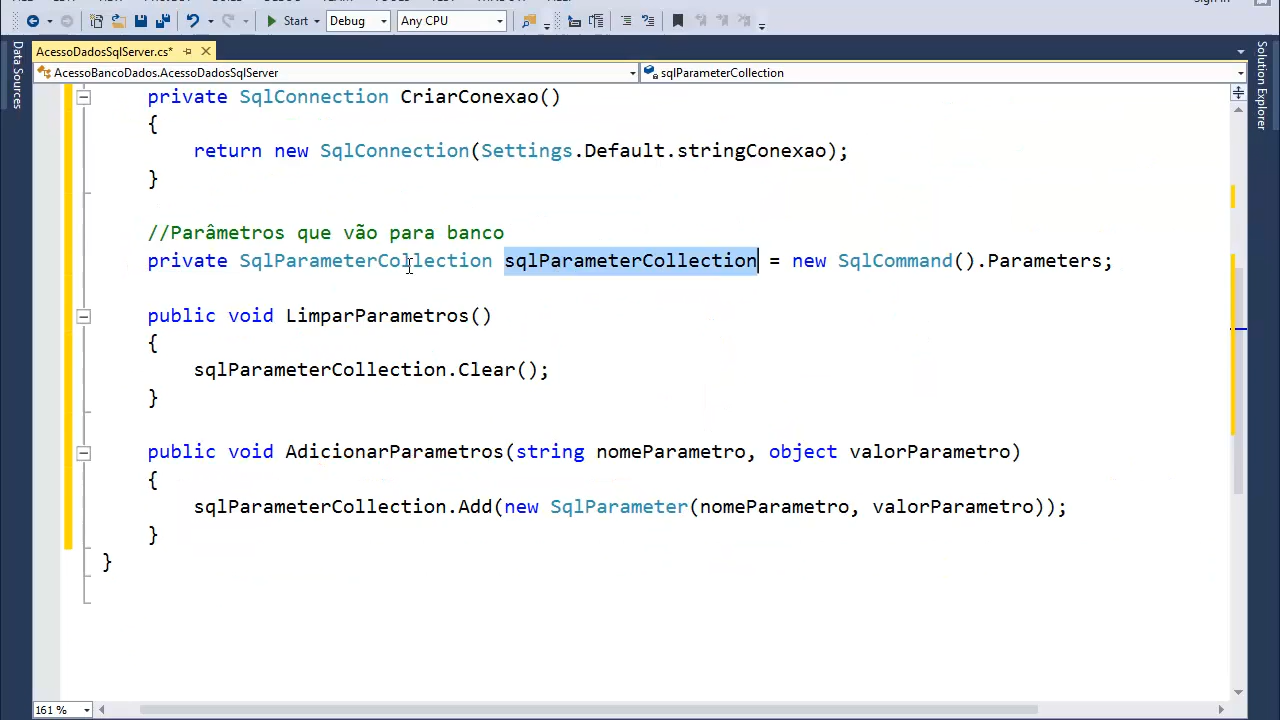 Start
Debug
Any CPU
AcessoDadosSqlServer.cs*
AcessoBancoDados.AcessoDadosSqlServer
sqlParameterCollection
Data Sources
Solution Explorer
private SqlConnection CriarConexao()
{
return new SqlConnection(Settings.Default.stringConexao);
}
//Parâmetros que vão para banco
private SqlParameterCollection sqlParameterCollection = new SqlCommand().Parameters;
public void LimparParametros()
{
sqlParameterCollection.Clear();
}
public void AdicionarParametros(string nomeParametro, object valorParametro)
{
sqlParameterCollection.Add(new SqlParameter(nomeParametro, valorParametro));
}
}
161 %